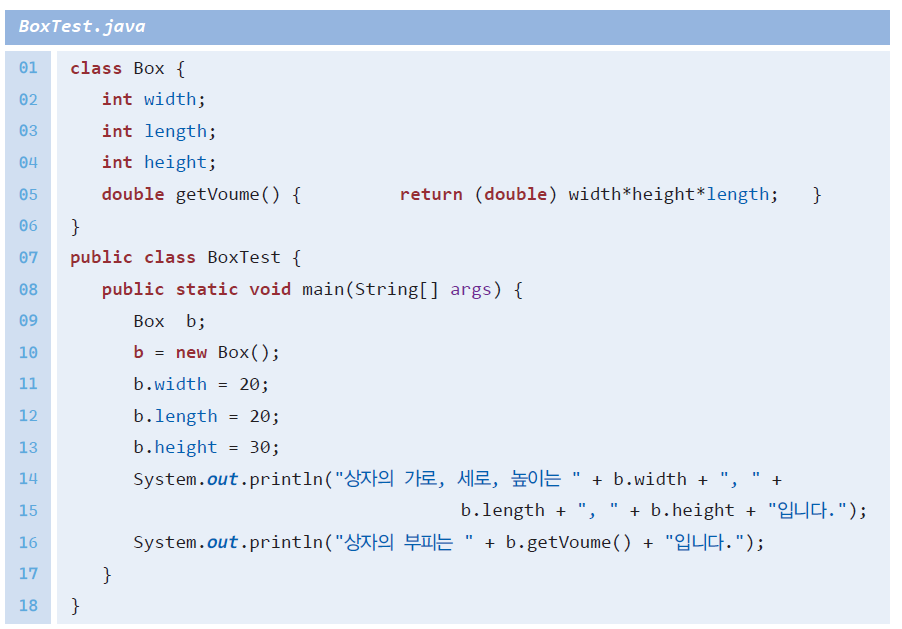 BoxTest.java
01 class Box {
02 int width;
03 int length;
04 int height;
05 double getVoume() { return (double) width*height*length; }
06 }
07 public class BoxTest {
08 public static void main(String[] args) {
09 Box b;
10 b = new Box();
11 b.width = 20;
12 b.length = 20;
13 b.height = 30;
14 System.out.println("상자의 가로, 세로, 높이는 " + b.width + ", " +
15 b.length + ", " + b.height + "입니다.");
16 System.out.println("상자의 부피는 " + b.getVoume() + "입니다.");
17 }
18 }